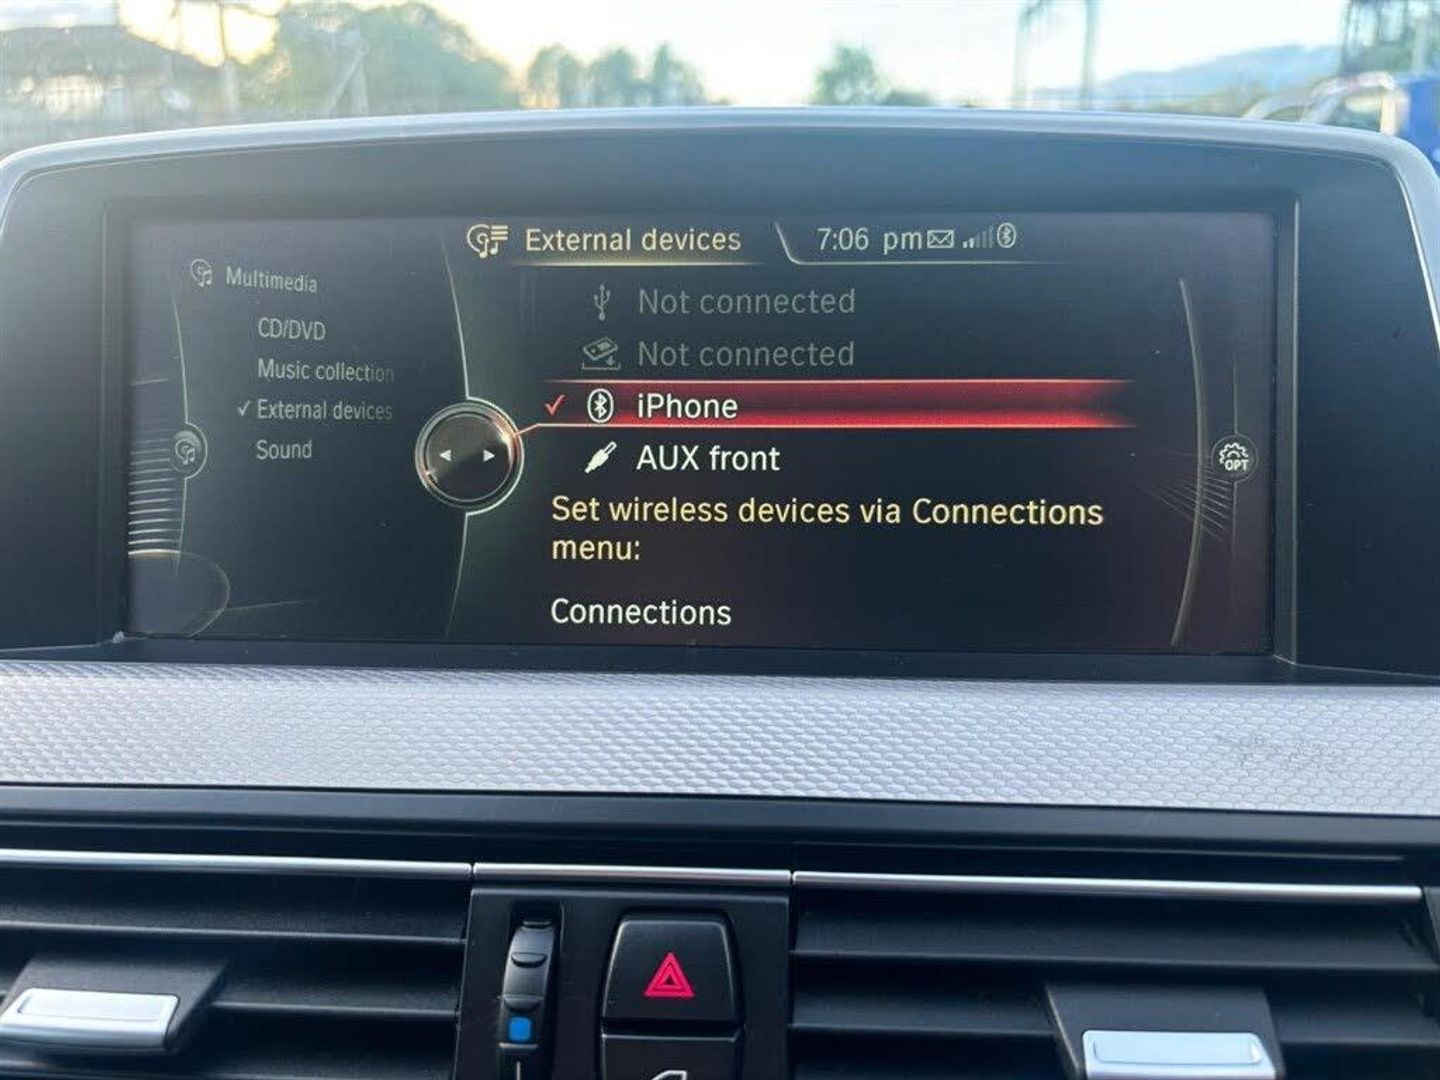 External devices
7:06 pm
Multimedia
CD/DVD
Music collection
External devices
Sound
Not connected
Not connected
iPhone
AUX front
Set wireless devices via Connections
menu:
Connections
OPT